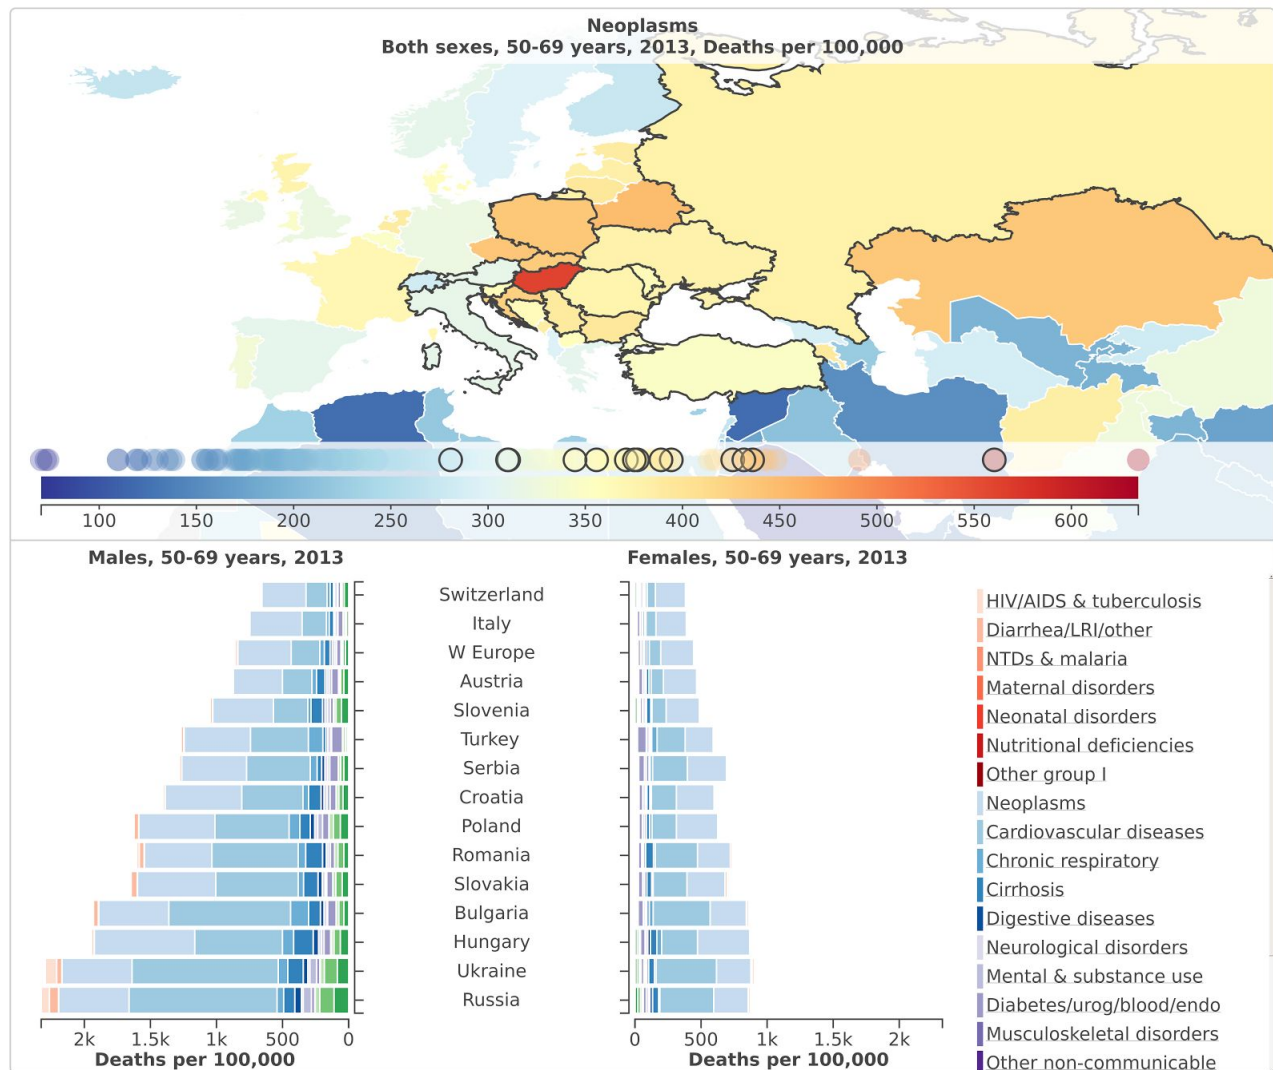 Neoplasms
Both sexes, 50-69 years, 2013, Deaths per 100,000
100 150 200 250 300 350 400 450 500 550 600
Males, 50-69 years, 2013
Females, 50-69 years, 2013
Switzerland
Italy
W Europe
Austria
Slovenia
Turkey
Serbia
Croatia
Poland
Romania
Slovakia
Bulgaria
Hungary
Ukraine
Russia
2k 1.5k 1k 500 0
Deaths per 100,000
0 500 1k 1.5k 2k
Deaths per 100,000
HIV/AIDS & tuberculosis
Diarrhea/LRI/other
NTDs & malaria
Maternal disorders
Neonatal disorders
Nutritional deficiencies
Other group I
Neoplasms
Cardiovascular diseases
Chronic respiratory
Cirrhosis
Digestive diseases
Neurological disorders
Mental & substance use
Diabetes/urog/blood/endo
Musculoskeletal disorders
Other non-communicable